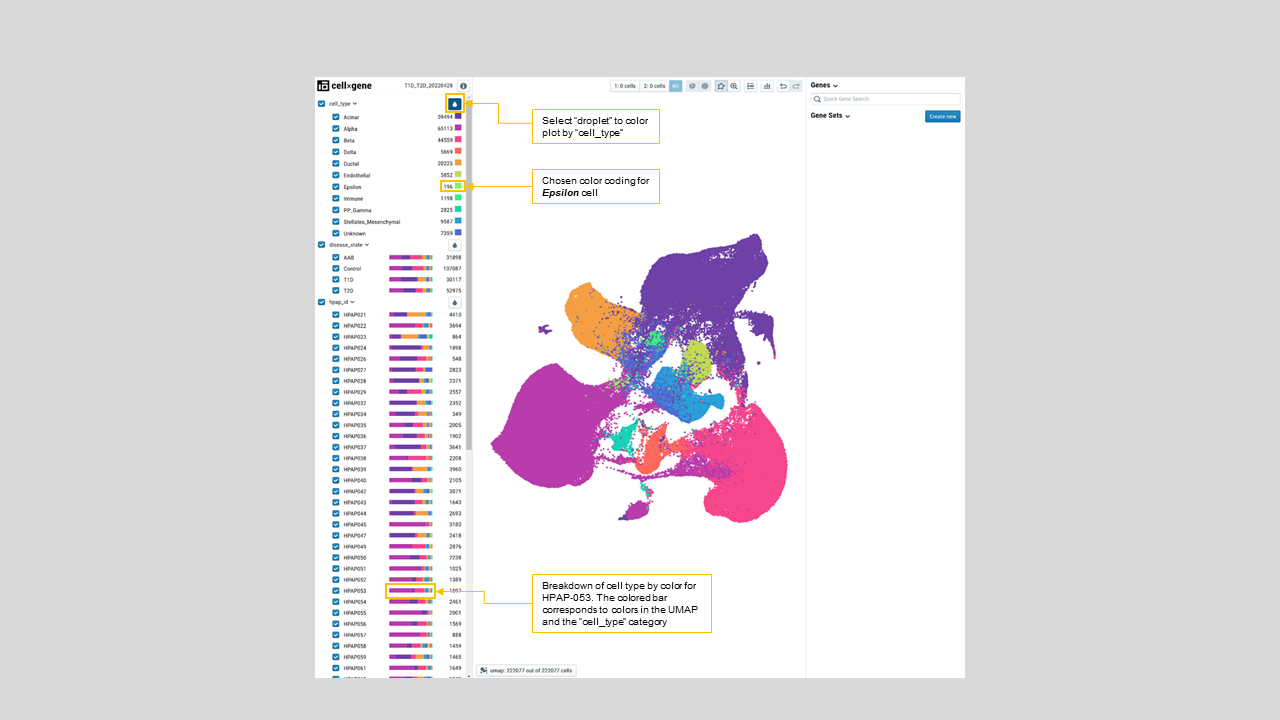 cellxgene
T1D_T2D_20220428
1: 0 cells
2: 0 cells
Genes
Quick Gene Search
Gene Sets
Create new
cell_type
Acinar 59494
Alpha 65113
Beta 44559
Delta 5669
Ductal 20225
Endothelial 5852
Epsilon 196
Immune 1198
PP_Gamma 2825
Stellates_Mesenchymal 9587
Unknown 7359
disease_state
AAB 31898
Control 107087
T1D 30117
T2D 52975
hpap_id
HPAP021 4410
HPAP022 3694
HPAP023 864
HPAP024 1898
HPAP026 548
HPAP027 2823
HPAP028 2371
HPAP029 2557
HPAP032 2352
HPAP034 349
HPAP035 2005
HPAP036 1902
HPAP037 3641
HPAP038 2208
HPAP039 3960
HPAP040 2105
HPAP042 3071
HPAP043 1643
HPAP044 2693
HPAP045 3180
HPAP047 2418
HPAP049 2876
HPAP050 2238
HPAP051 1025
HPAP052 1389
HPAP053
HPAP054 2461
HPAP055 2001
HPAP056 1569
HPAP057 888
HPAP058 1459
HPAP059 1465
HPAP061 1649
Select "droplet" to color
plot by "cell_type"
Chosen color coding for
Epsilon cell
Breakdown of cell type by color for
HPAP-053. The colored bar
corresponds to colors in the UMAP
and the "cell_type" category
umap: 222077 out of 222077 cells